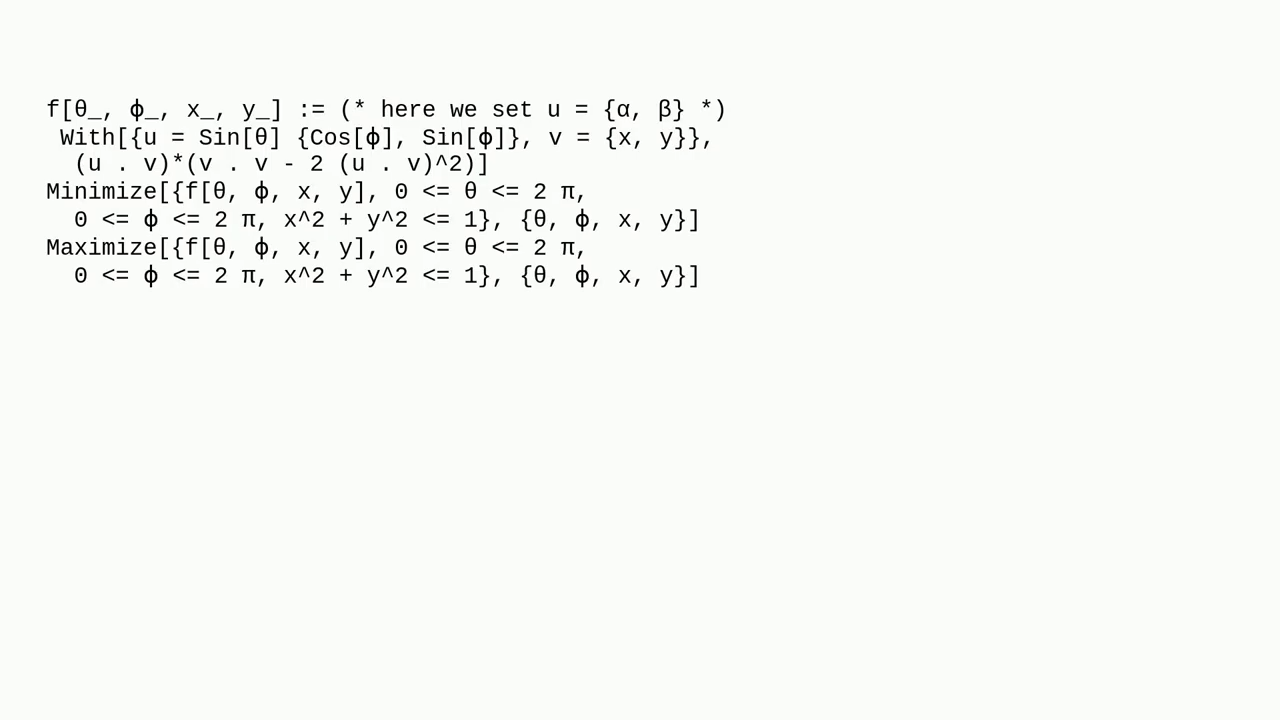 f[θ_, ϕ_, x_, y_] := (* here we set u = {α, β} *)
With[{u = Sin[θ] {Cos[ϕ], Sin[ϕ]}, v = {x, y}},
(u . v)*(v . v - 2 (u . v)^2)]
Minimize[{f[θ, ϕ, x, y], 0 <= θ <= 2 π,
0 <= ϕ <= 2 π, x^2 + y^2 <= 1}, {θ, ϕ, x, y}]
Maximize[{f[θ, ϕ, x, y], 0 <= θ <= 2 π,
0 <= ϕ <= 2 π, x^2 + y^2 <= 1}, {θ, ϕ, x, y}]